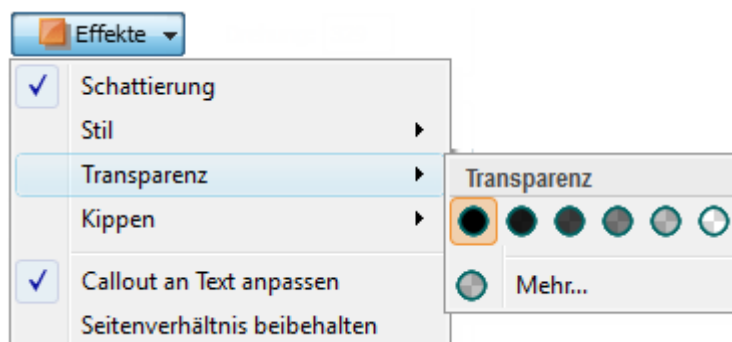 Effekte
Schattierung
Stil
Transparenz
Kippen
Callout an Text anpassen
Seitenverhältnis beibehalten
Transparenz
Mehr...